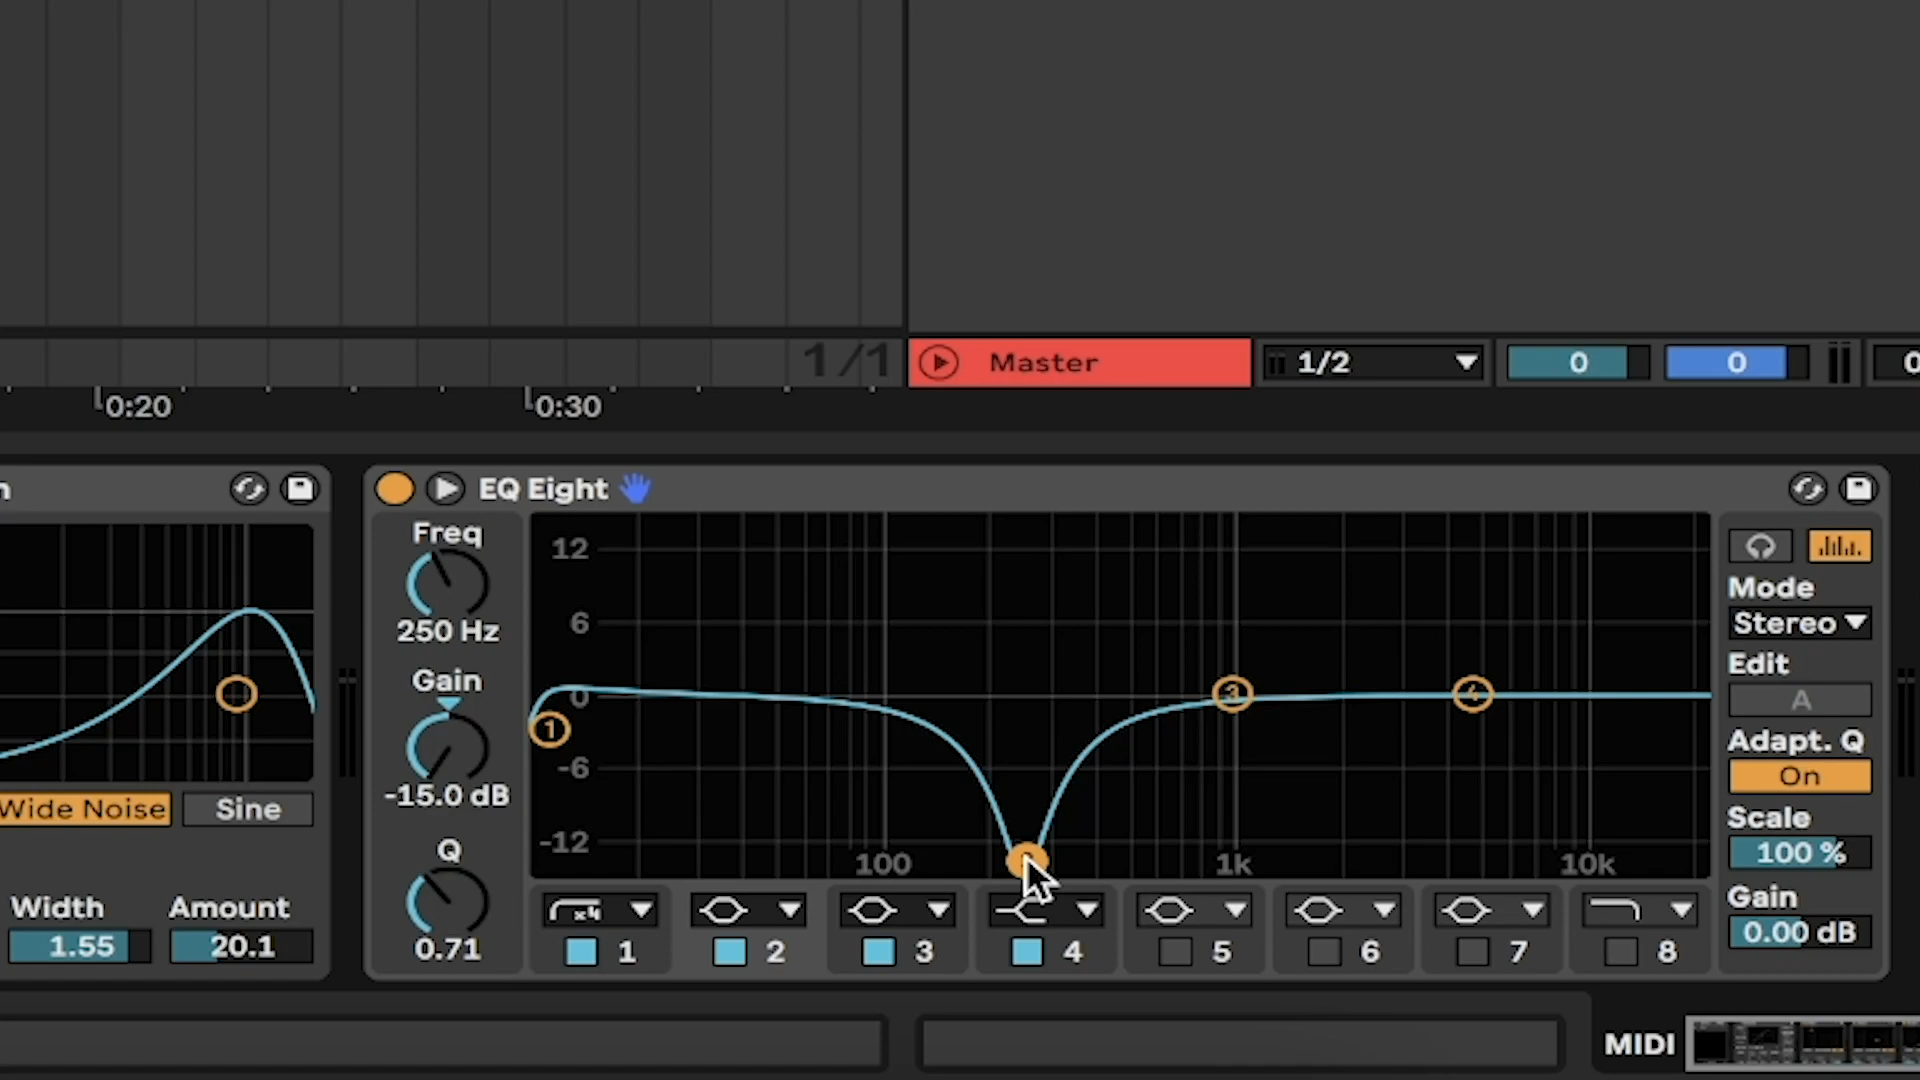 1/1
Master
1/2
0
0
0
0:20
0:30
n
EQ Eight
Freq
250 Hz
Gain
-15.0 dB
Q
0.71
12
6
0
-6
-12
100
1k
10k
1
3
4
Mode
Stereo
Edit
A
Adapt. Q
On
Scale
100 %
Gain
0.00 dB
Wide Noise
Sine
Width
Amount
1.55
20.1
x4
1
2
3
4
5
6
7
8
MIDI